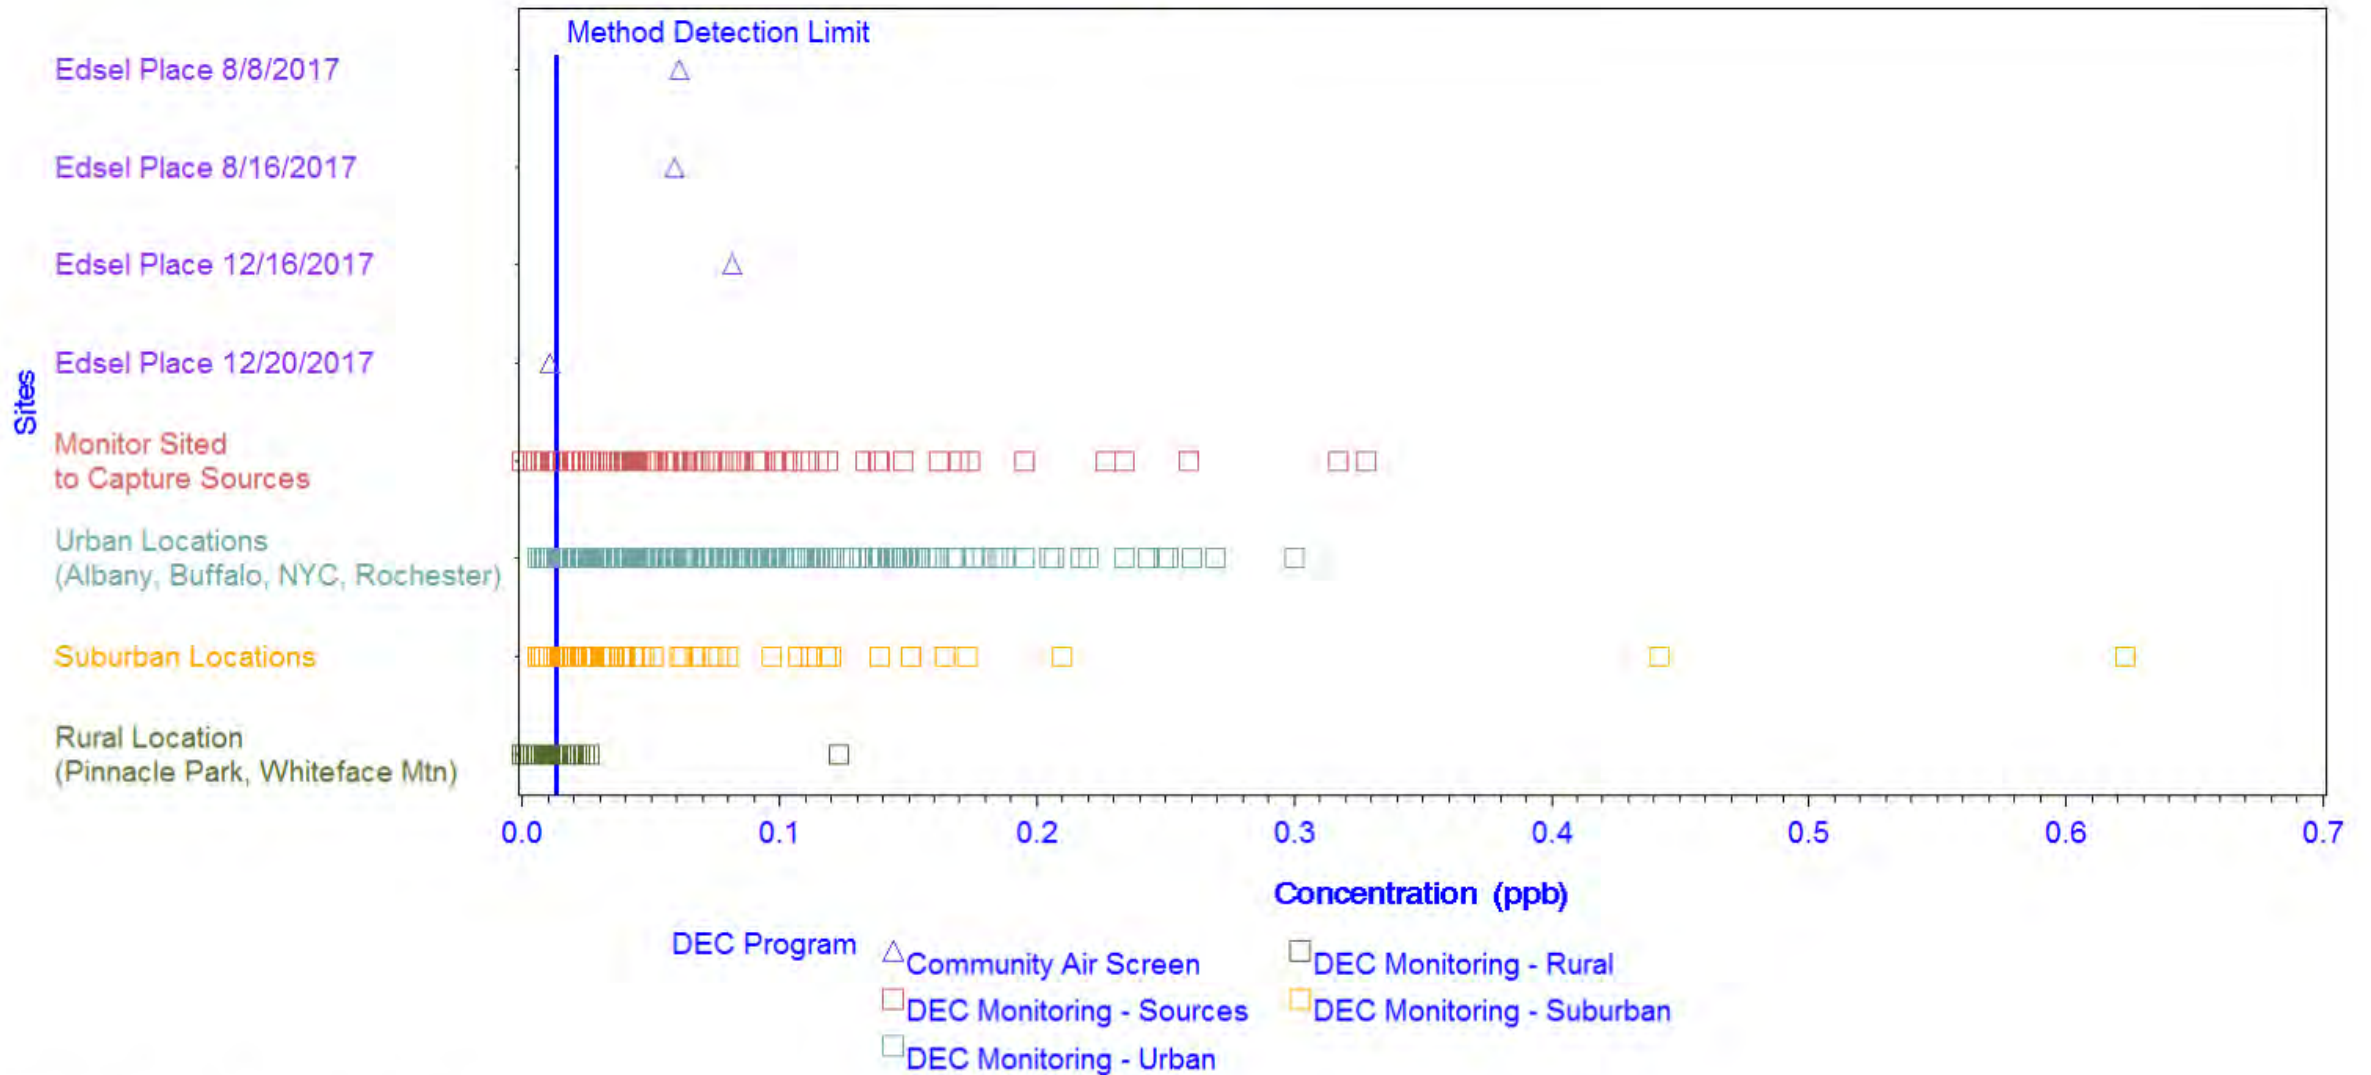 Method Detection Limit
Edsel Place 8/8/2017
Edsel Place 8/16/2017
Edsel Place 12/16/2017
Edsel Place 12/20/2017
Sites
Monitor Sited
to Capture Sources
Urban Locations
(Albany, Buffalo, NYC, Rochester)
Suburban Locations
Rural Location
(Pinnacle Park, Whiteface Mtn)
0.0 0.1 0.2 0.3 0.4 0.5 0.6 0.7
Concentration (ppb)
DEC Program
Community Air Screen
DEC Monitoring - Rural
DEC Monitoring - Sources
DEC Monitoring - Suburban
DEC Monitoring - Urban